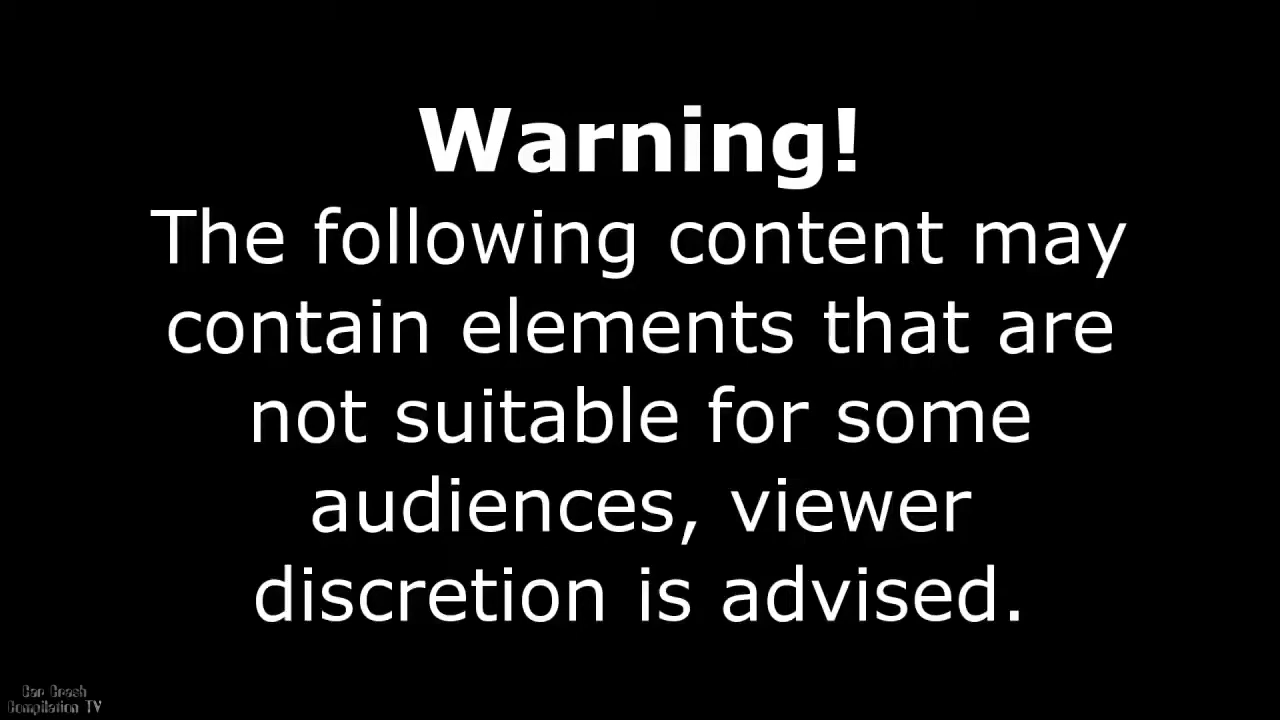 Warning!
The following content may
contain elements that are
not suitable for some
audiences, viewer
discretion is advised.
Car Crash
Compilation TV